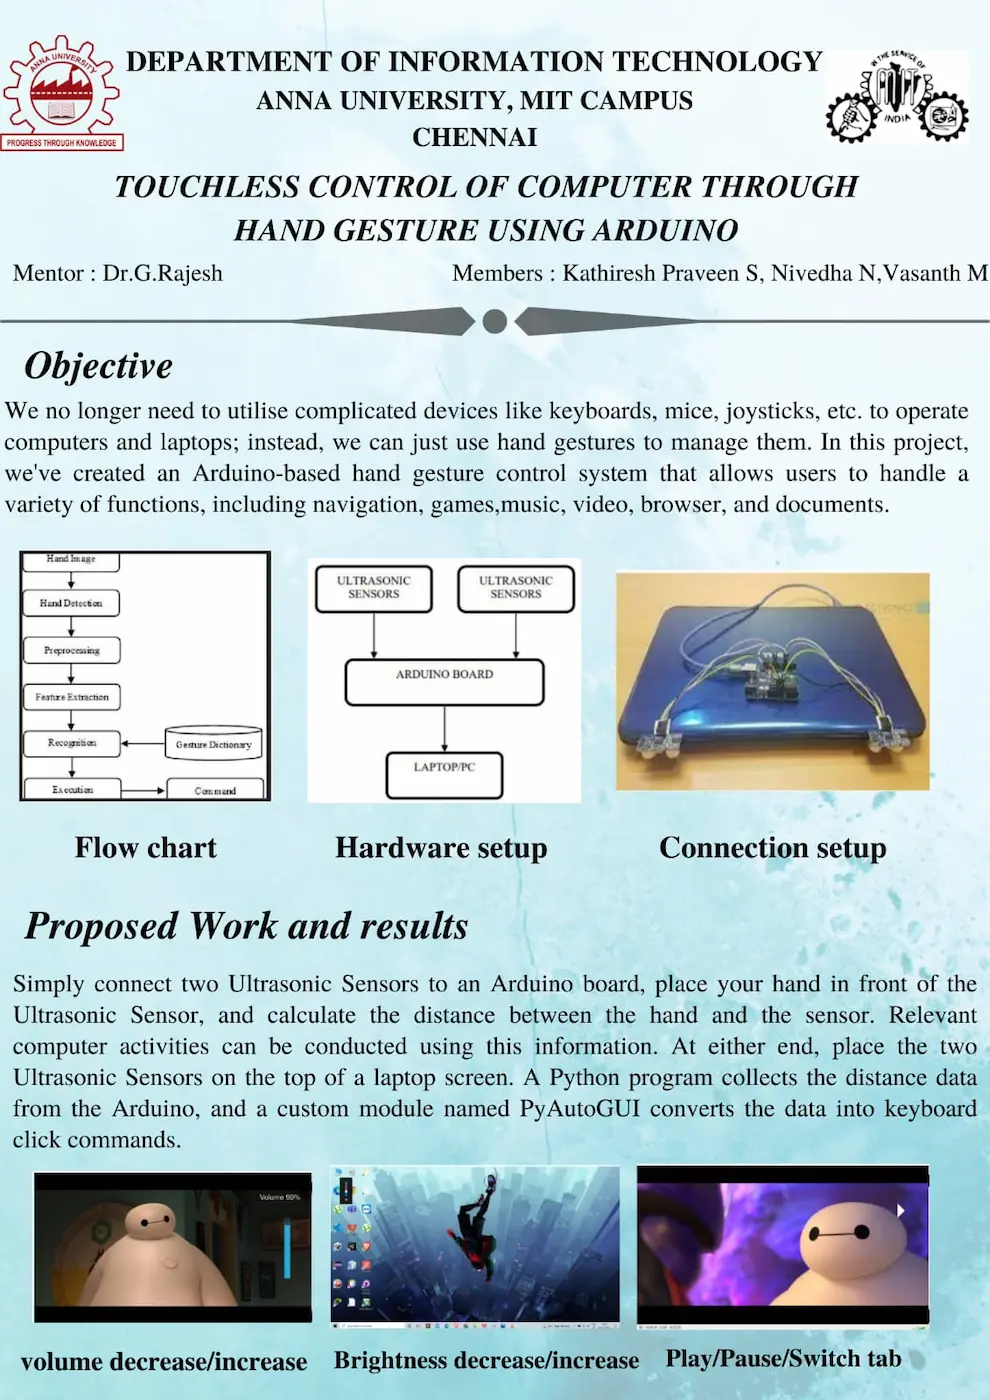 ANNA UNIVERSITY
PROGRESS THROUGH KNOWLEDGE
DEPARTMENT OF INFORMATION TECHNOLOGY
ANNA UNIVERSITY, MIT CAMPUS
CHENNAI
IN THE SERVICE OF
INDIA
TOUCHLESS CONTROL OF COMPUTER THROUGH
HAND GESTURE USING ARDUINO
Mentor : Dr.G.Rajesh
Members : Kathiresh Praveen S, Nivedha N,Vasanth M
Objective
We no longer need to utilise complicated devices like keyboards, mice, joysticks, etc. to operate
computers and laptops; instead, we can just use hand gestures to manage them. In this project,
we've created an Arduino-based hand gesture control system that allows users to handle a
variety of functions, including navigation, games,music, video, browser, and documents.
Hand Image
Hand Detection
Preprocessing
Feature Extraction
Recognition
Gesture Dictionary
Execution
Command
ULTRASONIC
SENSORS
ULTRASONIC
SENSORS
ARDUINO BOARD
LAPTOP/PC
Flow chart
Hardware setup
Connection setup
Proposed Work and results
Simply connect two Ultrasonic Sensors to an Arduino board, place your hand in front of the
Ultrasonic Sensor, and calculate the distance between the hand and the sensor. Relevant
computer activities can be conducted using this information. At either end, place the two
Ultrasonic Sensors on the top of a laptop screen. A Python program collects the distance data
from the Arduino, and a custom module named PyAutoGUI converts the data into keyboard
click commands.
Volume 99%
volume decrease/increase
Brightness decrease/increase
Play/Pause/Switch tab